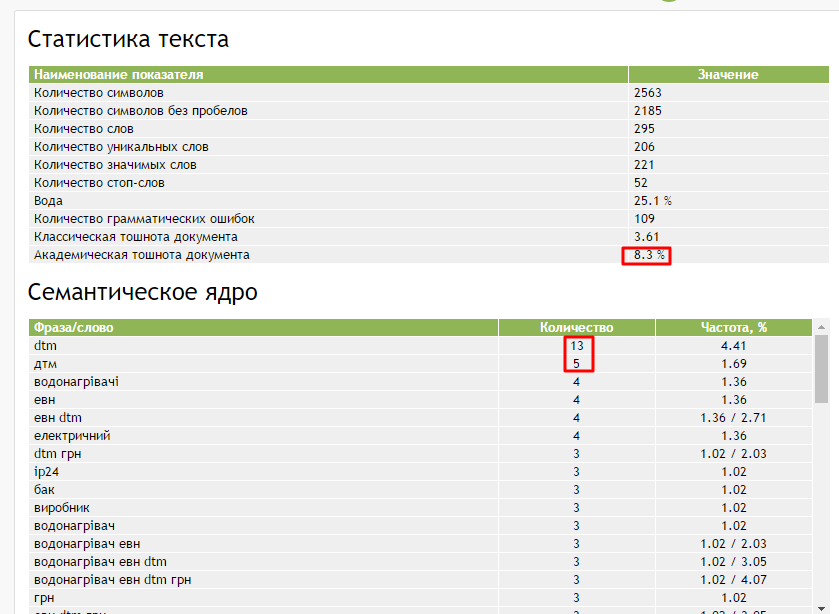 Статистика текста
Наименование показателя Значение
Количество символов 2563
Количество символов без пробелов 2185
Количество слов 295
Количество уникальных слов 206
Количество значимых слов 221
Количество стоп-слов 52
Вода 25.1 %
Количество грамматических ошибок 109
Классическая тошнота документа 3.61
Академическая тошнота документа 8.3 %
Семантическое ядро
Фраза/слово Количество Частота, %
dtm 13 4.41
дтм 5 1.69
водонагрівачі 4 1.36
евн 4 1.36
евн dtm 4 1.36 / 2.71
електричний 4 1.36
dtm грн 3 1.02 / 2.03
ip24 3 1.02
бак 3 1.02
виробник 3 1.02
водонагрівач 3 1.02
водонагрівач евн 3 1.02 / 2.03
водонагрівач евн dtm 3 1.02 / 3.05
водонагрівач евн dtm грн 3 1.02 / 4.07
грн 3 1.02